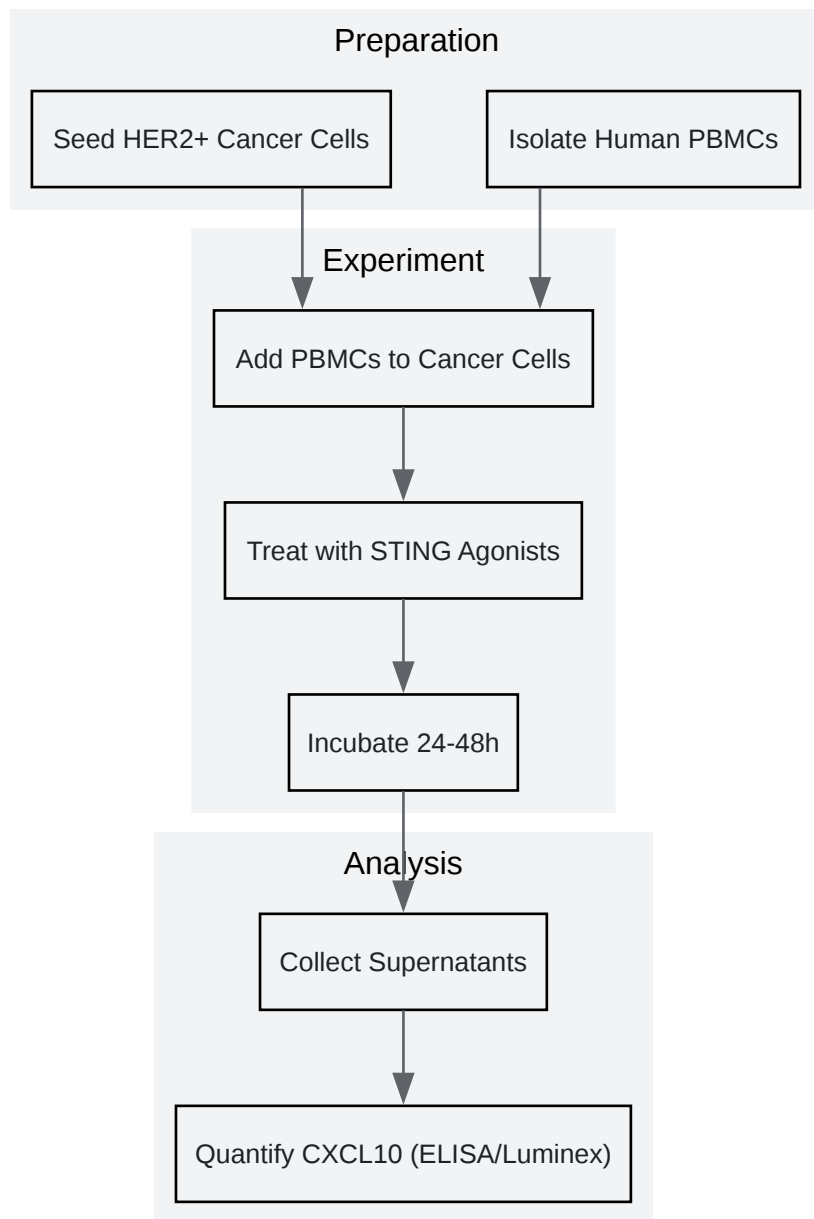 Preparation
Seed HER2+ Cancer Cells
Isolate Human PBMCs
Experiment
Add PBMCs to Cancer Cells
Treat with STING Agonists
Incubate 24-48h
Analysis
Collect Supernatants
Quantify CXCL10 (ELISA/Luminex)